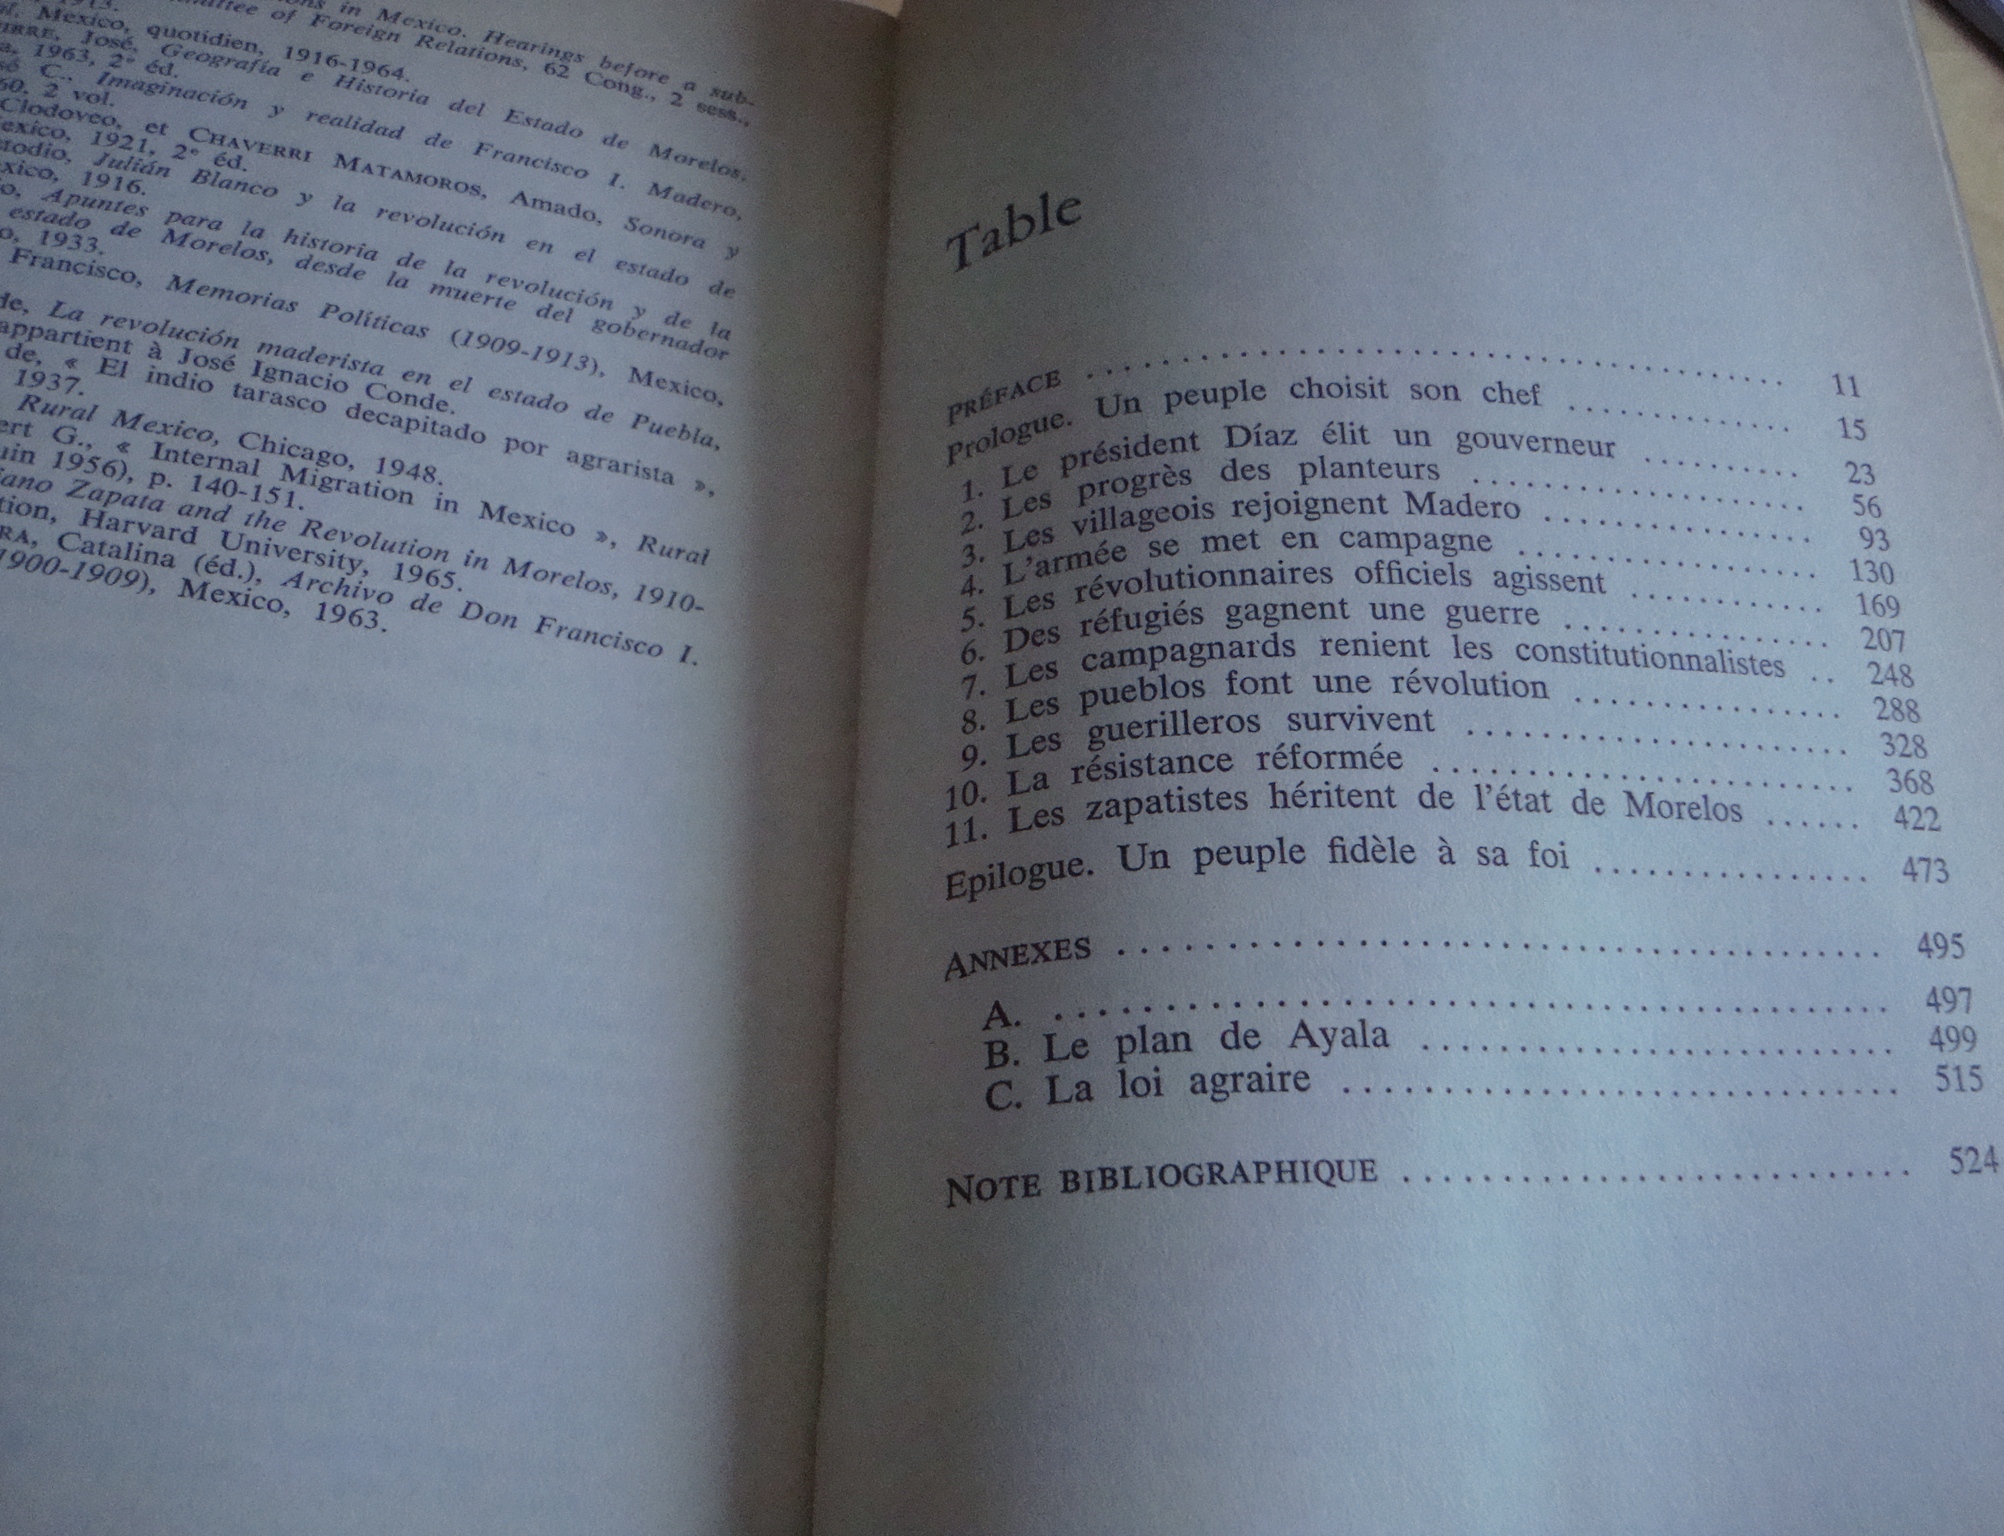 in Mexico. Hearings before a sub-
of Foreign Relations, 62 Cong., 2 sess.,
Mexico, quotidien, 1916-1964.
José, Geografía e Historia del Estado de Morelos,
1963, 2e éd.
C., Imaginación y realidad de Francisco I. Madero,
2 vol.
Clodoveo, et CHAVERRI MATAMOROS, Amado, Sonora y
1921, 2e éd.
Julián Blanco y la revolución en el estado de
1916.
Apuntes para la historia de la revolución y de la
estado de Morelos, desde la muerte del gobernador
1933.
Francisco, Memorias Políticas (1909-1913), Mexico,
La revolución maderista en el estado de Puebla,
appartient à José Ignacio Conde.
de, « El indio tarasco decapitado por agrarista »,
1937.
Rural Mexico, Chicago, 1948.
G., « Internal Migration in Mexico », Rural
1956), p. 140-151.
Zapata and the Revolution in Morelos, 1910-
Harvard University, 1965.
Catalina (éd.), Archivo de Don Francisco I.
1900-1909), Mexico, 1963.
Table
PRÉFACE .......... 11
Prologue. Un peuple choisit son chef .......... 15
1. Le président Díaz élit un gouverneur .......... 23
2. Les progrès des planteurs .......... 56
3. Les villageois rejoignent Madero .......... 93
4. L'armée se met en campagne .......... 130
5. Les révolutionnaires officiels agissent .......... 169
6. Des réfugiés gagnent une guerre .......... 207
7. Les campagnards renient les constitutionnalistes .. 248
8. Les pueblos font une révolution .......... 288
9. Les guerilleros survivent .......... 328
10. La résistance réformée .......... 368
11. Les zapatistes héritent de l'état de Morelos ...... 422
Epilogue. Un peuple fidèle à sa foi .......... 473
ANNEXES .......... 495
A. .......... 497
B. Le plan de Ayala .......... 499
C. La loi agraire .......... 515
NOTE BIBLIOGRAPHIQUE .......... 524